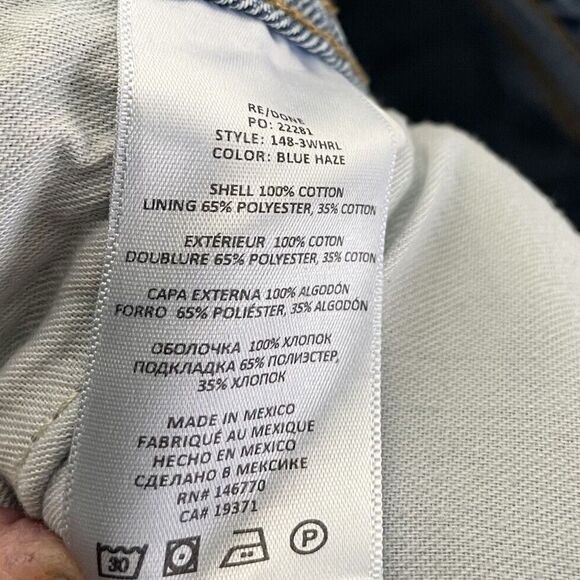 RE/DONE
PO: 22281
STYLE: 148-3WHRL
COLOR: BLUE HAZE
SHELL 100% COTTON
LINING 65% POLYESTER, 35% COTTON
EXTÉRIEUR 100% COTON
DOUBLURE 65% POLYESTER, 35% COTON
CAPA EXTERNA 100% ALGODÓN
FORRO 65% POLIÉSTER, 35% ALGODÓN
ОБОЛОЧКА 100% ХЛОПОК
ПОДКЛАДКА 65% ПОЛИЭСТЕР,
35% ХЛОПОК
MADE IN MEXICO
FABRIQUÉ AU MEXIQUE
HECHO EN MEXICO
СДЕЛАНО В МЕКСИКЕ
RN# 146770
CA# 19371
30 P